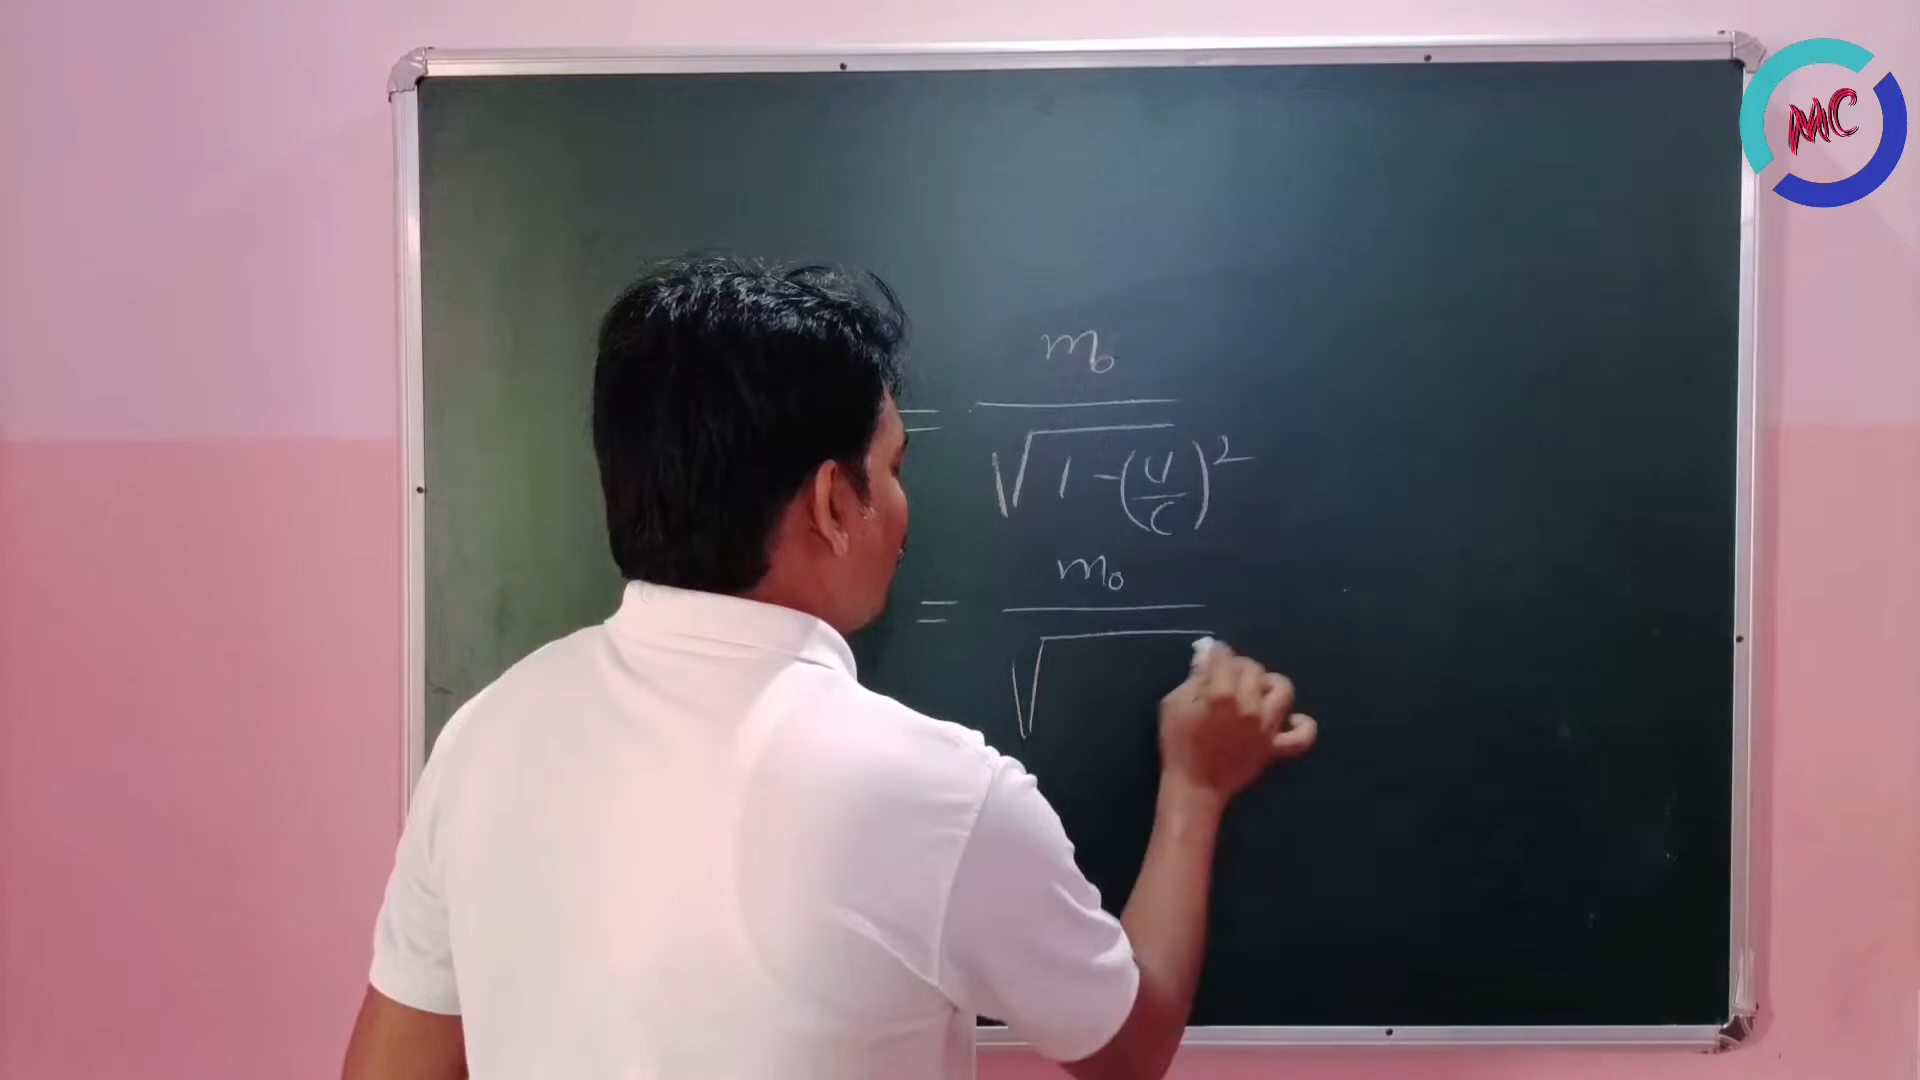 MC
= m₀ / √(1 - (v/c)²)
= m₀ / √